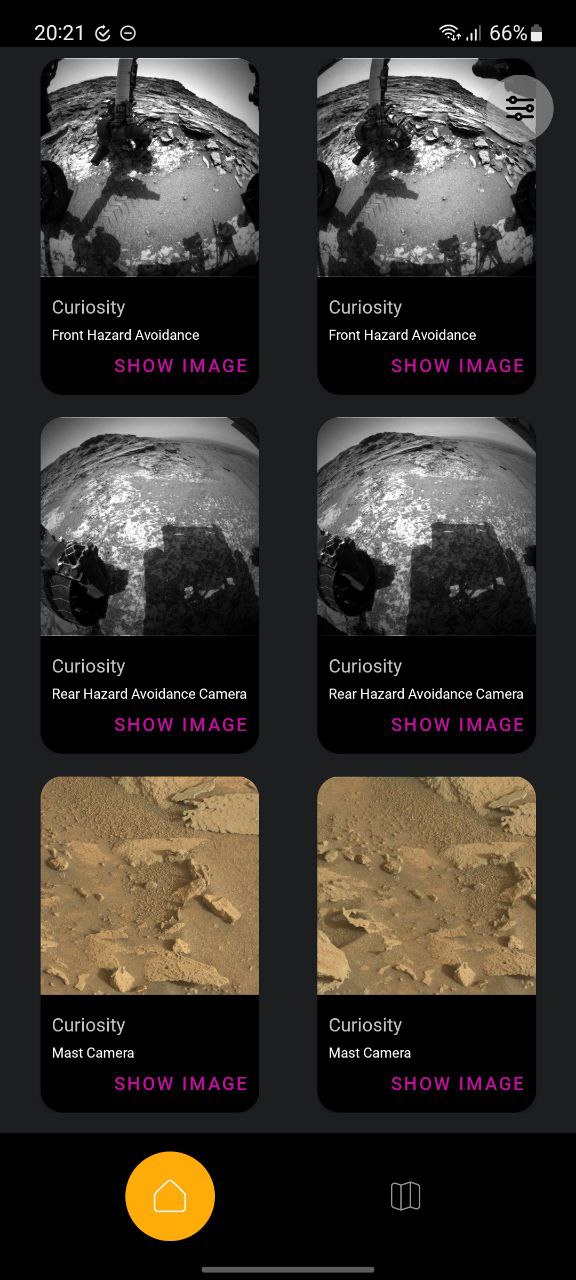 20:21 66%
Curiosity Curiosity
Front Hazard Avoidance Front Hazard Avoidance
SHOW IMAGE SHOW IMAGE
Curiosity Curiosity
Rear Hazard Avoidance Camera Rear Hazard Avoidance Camera
SHOW IMAGE SHOW IMAGE
Curiosity Curiosity
Mast Camera Mast Camera
SHOW IMAGE SHOW IMAGE